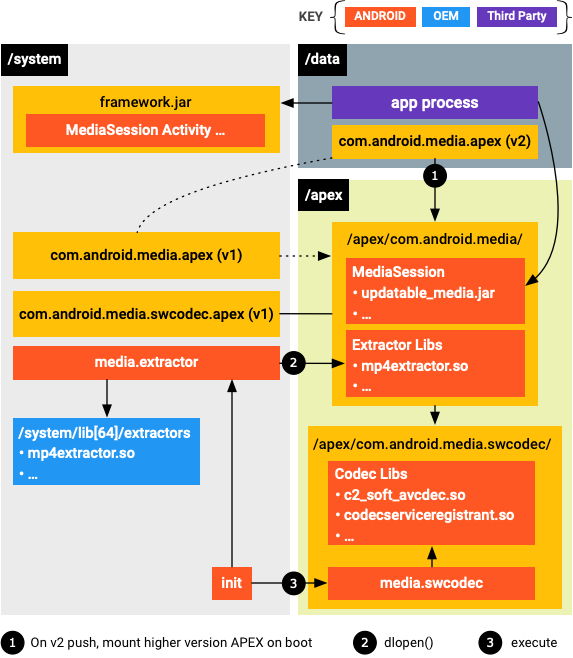 KEY
ANDROID
OEM
Third Party
/system
/data
framework.jar
MediaSession Activity ...
app process
com.android.media.apex (v2)
1
/apex
com.android.media.apex (v1)
/apex/com.android.media/
MediaSession
• updatable_media.jar
• ...
com.android.media.swcodec.apex (v1)
media.extractor
2
Extractor Libs
• mp4extractor.so
• ...
/system/lib[64]/extractors
• mp4extractor.so
• ...
/apex/com.android.media.swcodec/
Codec Libs
• c2_soft_avcdec.so
• codecserviceregistrant.so
• ...
init
3
media.swcodec
1 On v2 push, mount higher version APEX on boot
2 dlopen()
3 execute